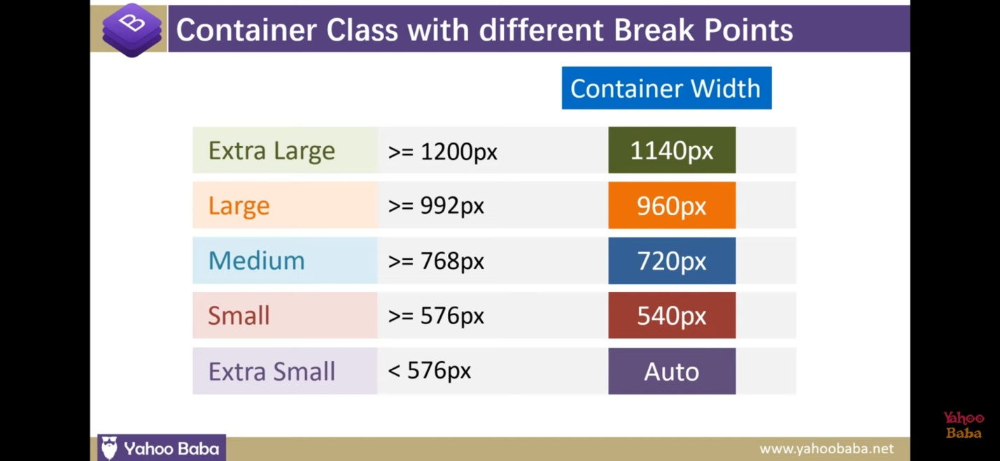 B
Container Class with different Break Points
Container Width
Extra Large >= 1200px 1140px
Large >= 992px 960px
Medium >= 768px 720px
Small >= 576px 540px
Extra Small < 576px Auto
Yahoo
Baba
Yahoo Baba
www.yahoobaba.net